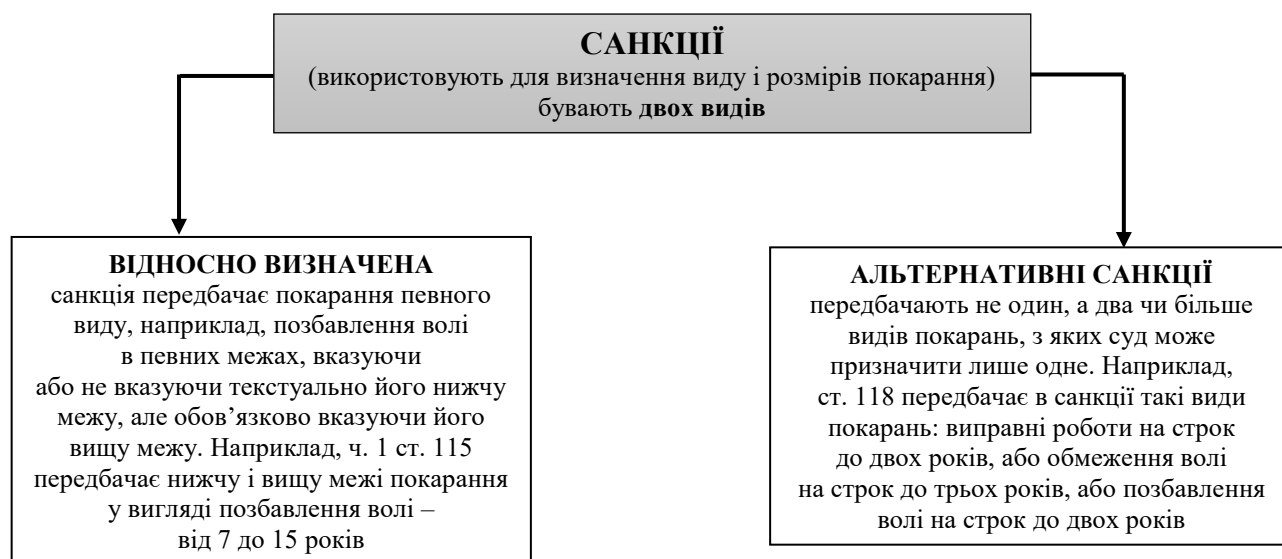 САНКЦІЇ
(використовують для визначення виду і розмірів покарання)
бувають двох видів
ВІДНОСНО ВИЗНАЧЕНА
санкція передбачає покарання певного
виду, наприклад, позбавлення волі
в певних межах, вказуючи
або не вказуючи текстуально його нижчу
межу, але обов’язково вказуючи його
вищу межу. Наприклад, ч. 1 ст. 115
передбачає нижчу і вищу межі покарання
у вигляді позбавлення волі –
від 7 до 15 років
АЛЬТЕРНАТИВНІ САНКЦІЇ
передбачають не один, а два чи більше
видів покарань, з яких суд може
призначити лише одне. Наприклад,
ст. 118 передбачає в санкції такі види
покарань: виправні роботи на строк
до двох років, або обмеження волі
на строк до трьох років, або позбавлення
волі на строк до двох років